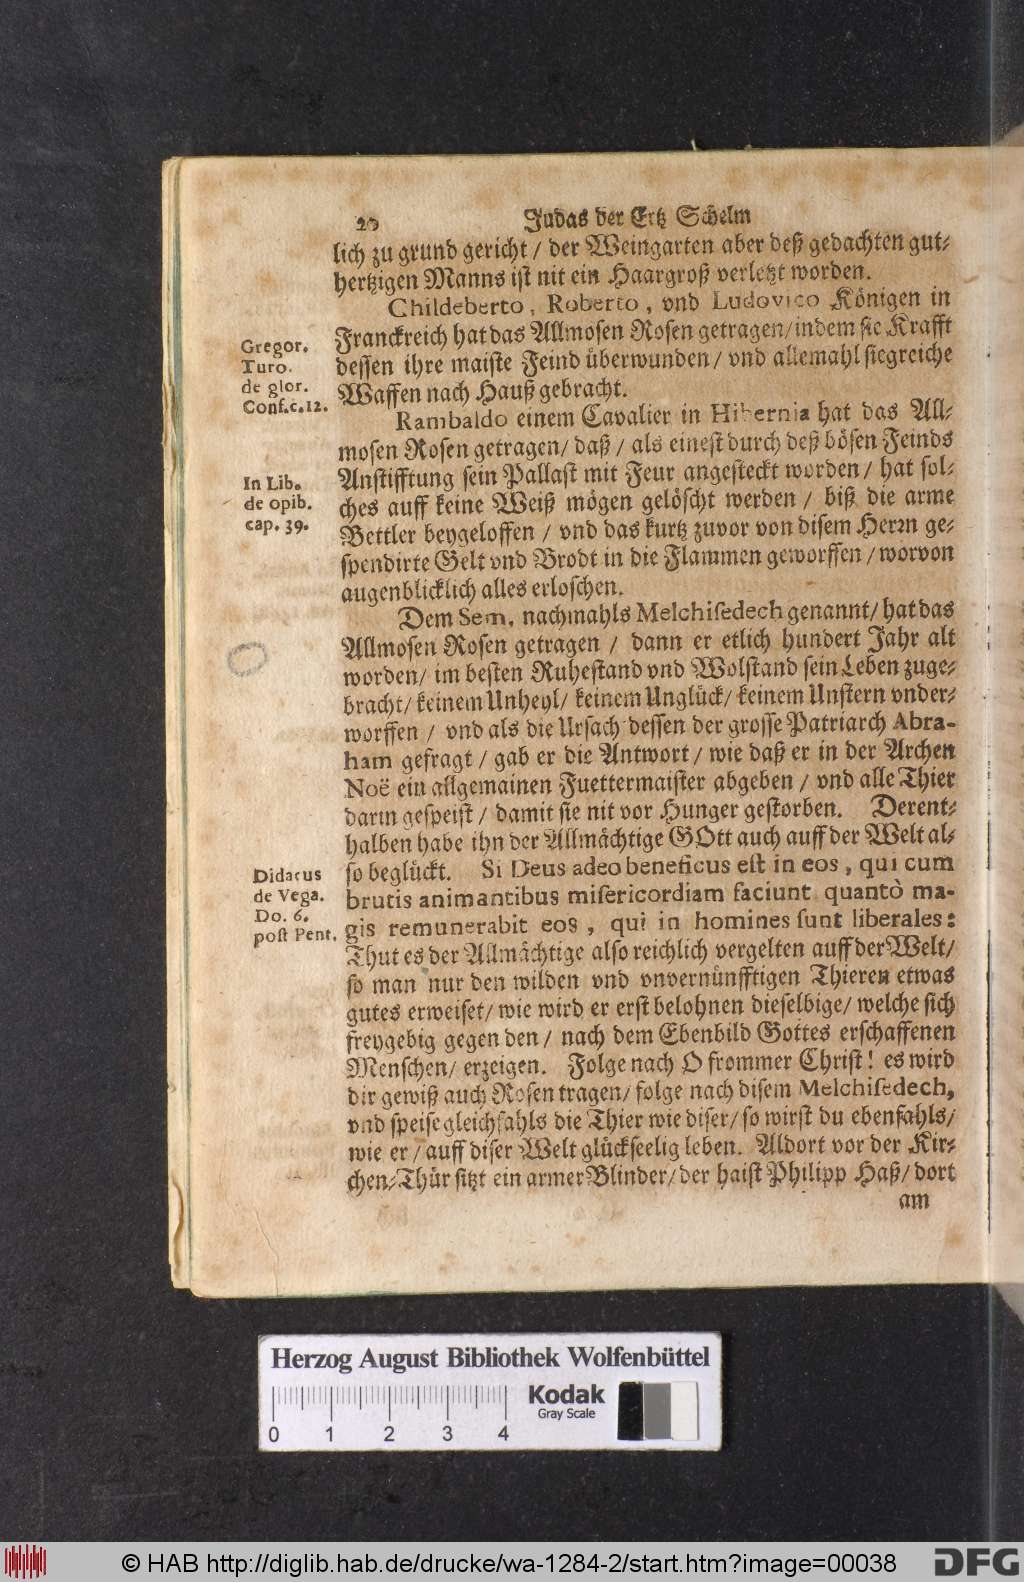 20 Judas der Ertz Schelm
lich zu grund gericht / der Weingarten aber deß gedachten gut-
hertzigen Manns ist nit ein Haargroß verletzt worden.
Childeberto, Roberto, vnd Ludovico Königen in
Franckreich hat das Allmosen Rosen getragen / indem sie Krafft
dessen ihre maiste Feind überwunden / vnd allemahl siegreiche
Waffen nach Hauß gebracht.
Gregor.
Turo.
de glor.
Conf.c.12.
Rambaldo einem Cavalier in Hibernia hat das All-
mosen Rosen getragen / daß / als einest durch deß bösen Feinds
Anstifftung sein Pallast mit Feur angesteckt worden / hat sol-
ches auff keine Weiß mögen gelöscht werden / biß die arme
Bettler beygeloffen / vnd das kurtz zuvor von disem Herrn ge-
spendirte Gelt vnd Brodt in die Flammen geworffen / worvon
augenblicklich alles erloschen.
In Lib.
de opib.
cap. 39.
Dem Sem, nachmahls Melchisedech genannt / hat das
Allmosen Rosen getragen / dann er etlich hundert Jahr alt
worden / im besten Ruhestand vnd Wolstand sein Leben zuge-
bracht / keinem Unheyl / keinem Unglück / keinem Unstern vnder-
worffen / vnd als die Ursach dessen der grosse Patriarch Abra-
ham gefragt / gab er die Antwort / wie daß er in der Archen
Noë ein allgemainen Fuettermaister abgeben / vnd alle Thier
darin gespeist / damit sie nit vor Hunger gestorben. Derent-
halben habe ihn der Allmächtige GOtt auch auff der Welt al-
so beglückt. Si Deus adeo beneficus est in eos, qui cum
brutis animantibus misericordiam faciunt quantò ma-
gis remunerabit eos, qui in homines sunt liberales:
Thut es der Allmächtige also reichlich vergelten auff der Welt /
so man nur den wilden vnd vnvernünfftigen Thieren etwas
gutes erweiset / wie wird er erst belohnen dieselbige / welche sich
freygebig gegen den / nach dem Ebenbild Gottes erschaffenen
Menschen / erzeigen. Folge nach O frommer Christ! es wird
dir gewiß auch Rosen tragen / folge nach disem Melchisedech,
vnd speise gleichfahls die Thier wie diser / so wirst du ebenfahls /
wie er / auff diser Welt glückseelig leben. Aldort vor der Kir-
chen-Thür sitzt ein armer Blinder / der haist Philipp Haß / dort
am
Didacus
de Vega.
Do. 6.
post Pent.
Herzog August Bibliothek Wolfenbüttel
0 1 2 3 4
Kodak
Gray Scale
© HAB http://diglib.hab.de/drucke/wa-1284-2/start.htm?image=00038
DFG